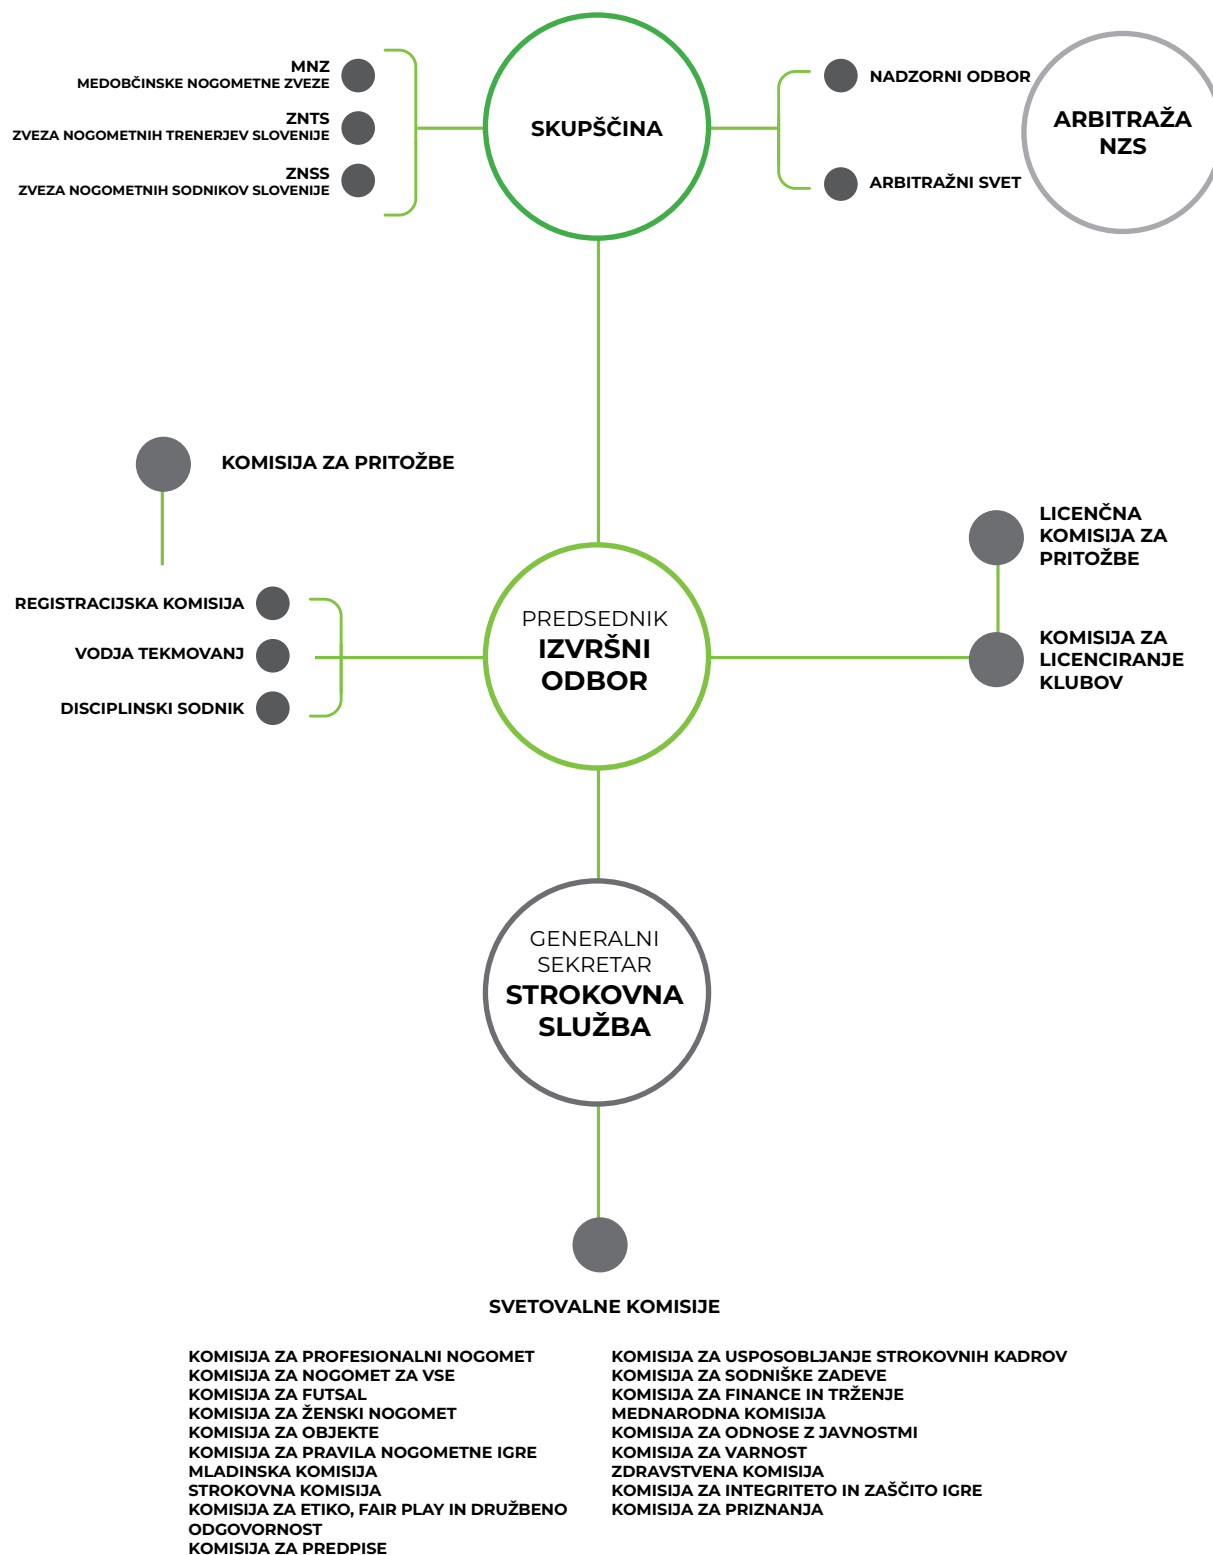 MNZ
MEDOBČINSKE NOGOMETNE ZVEZE
ZNTS
ZVEZA NOGOMETNIH TRENERJEV SLOVENIJE
ZNSS
ZVEZA NOGOMETNIH SODNIKOV SLOVENIJE
SKUPŠČINA
NADZORNI ODBOR
ARBITRAŽNI SVET
ARBITRAŽA
NZS
KOMISIJA ZA PRITOŽBE
REGISTRACIJSKA KOMISIJA
VODJA TEKMOVANJ
DISCIPLINSKI SODNIK
PREDSEDNIK
IZVRŠNI
ODBOR
LICENČNA
KOMISIJA ZA
PRITOŽBE
KOMISIJA ZA
LICENCIRANJE
KLUBOV
GENERALNI
SEKRETAR
STROKOVNA
SLUŽBA
SVETOVALNE KOMISIJE
KOMISIJA ZA PROFESIONALNI NOGOMET
KOMISIJA ZA NOGOMET ZA VSE
KOMISIJA ZA FUTSAL
KOMISIJA ZA ŽENSKI NOGOMET
KOMISIJA ZA OBJEKTE
KOMISIJA ZA PRAVILA NOGOMETNE IGRE
MLADINSKA KOMISIJA
STROKOVNA KOMISIJA
KOMISIJA ZA ETIKO, FAIR PLAY IN DRUŽBENO
ODGOVORNOST
KOMISIJA ZA PREDPISE
KOMISIJA ZA USPOSOBLJANJE STROKOVNIH KADROV
KOMISIJA ZA SODNIŠKE ZADEVE
KOMISIJA ZA FINANCE IN TRŽENJE
MEDNARODNA KOMISIJA
KOMISIJA ZA ODNOSE Z JAVNOSTMI
KOMISIJA ZA VARNOST
ZDRAVSTVENA KOMISIJA
KOMISIJA ZA INTEGRITETO IN ZAŠČITO IGRE
KOMISIJA ZA PRIZNANJA